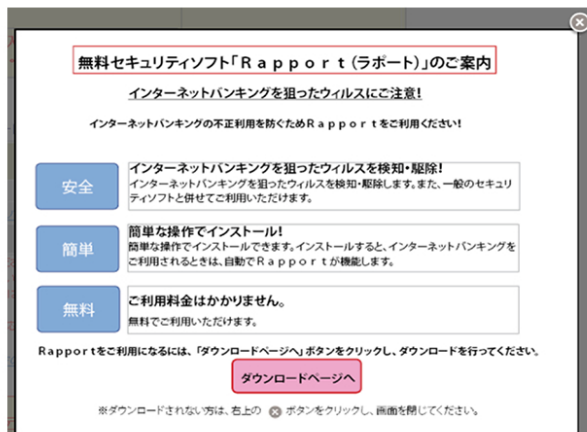 無料セキュリティソフト「Rapport(ラポート)」のご案内
インターネットバンキングを狙ったウィルスにご注意!
インターネットバンキングの不正利用を防ぐためRapportをご利用ください!
安全
インターネットバンキングを狙ったウィルスを検知・駆除!
インターネットバンキングを狙ったウィルスを検知・駆除します。また、一般のセキュリ
ティソフトと併せてご利用いただけます。
簡単
簡単な操作でインストール!
簡単な操作でインストールできます。インストールすると、インターネットバンキングを
ご利用されるときは、自動でRapportが機能します。
無料
ご利用料金はかかりません。
無料でご利用いただけます。
Rapportをご利用になるには、「ダウンロードページへ」ボタンをクリックし、ダウンロードを行ってください。
ダウンロードページへ
※ダウンロードされない方は、右上の ボタンをクリックし、画面を閉じてください。